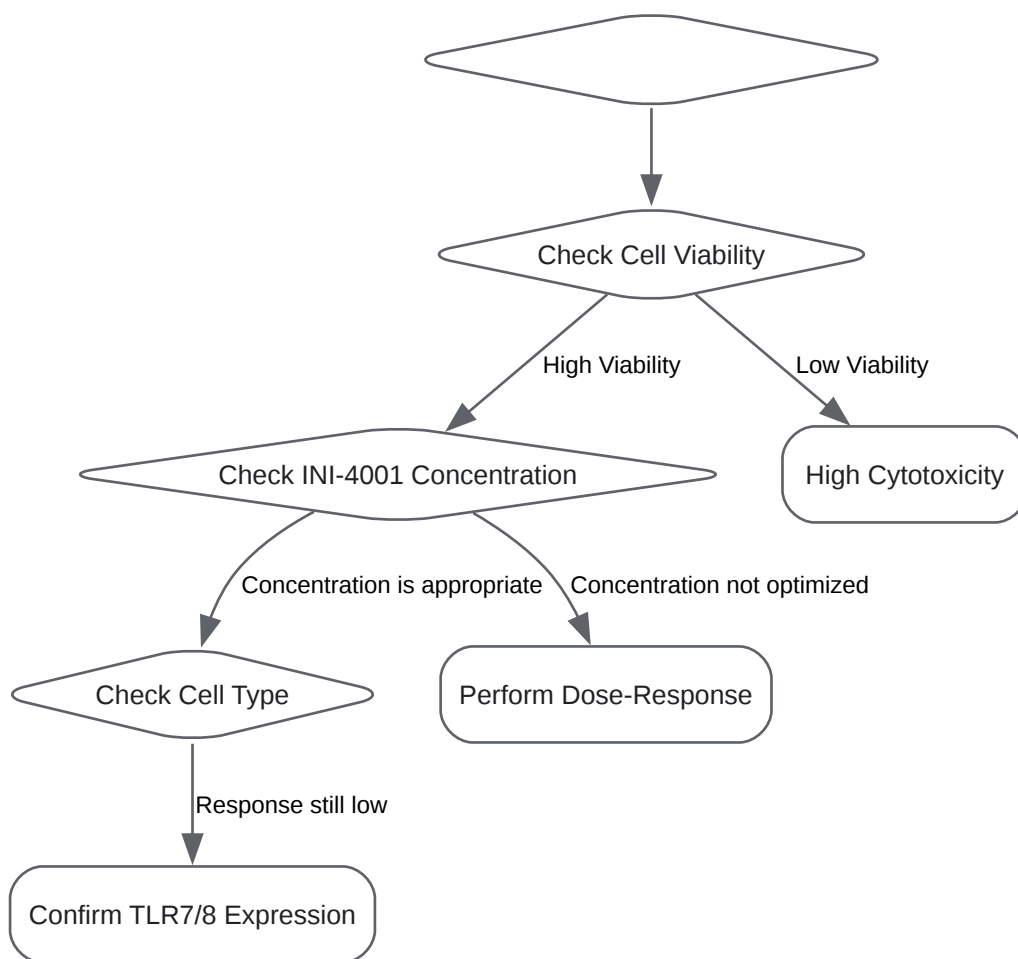 Check Cell Viability
High Viability
Low Viability
Check INI-4001 Concentration
High Cytotoxicity
Concentration is appropriate
Concentration not optimized
Check Cell Type
Perform Dose-Response
Response still low
Confirm TLR7/8 Expression